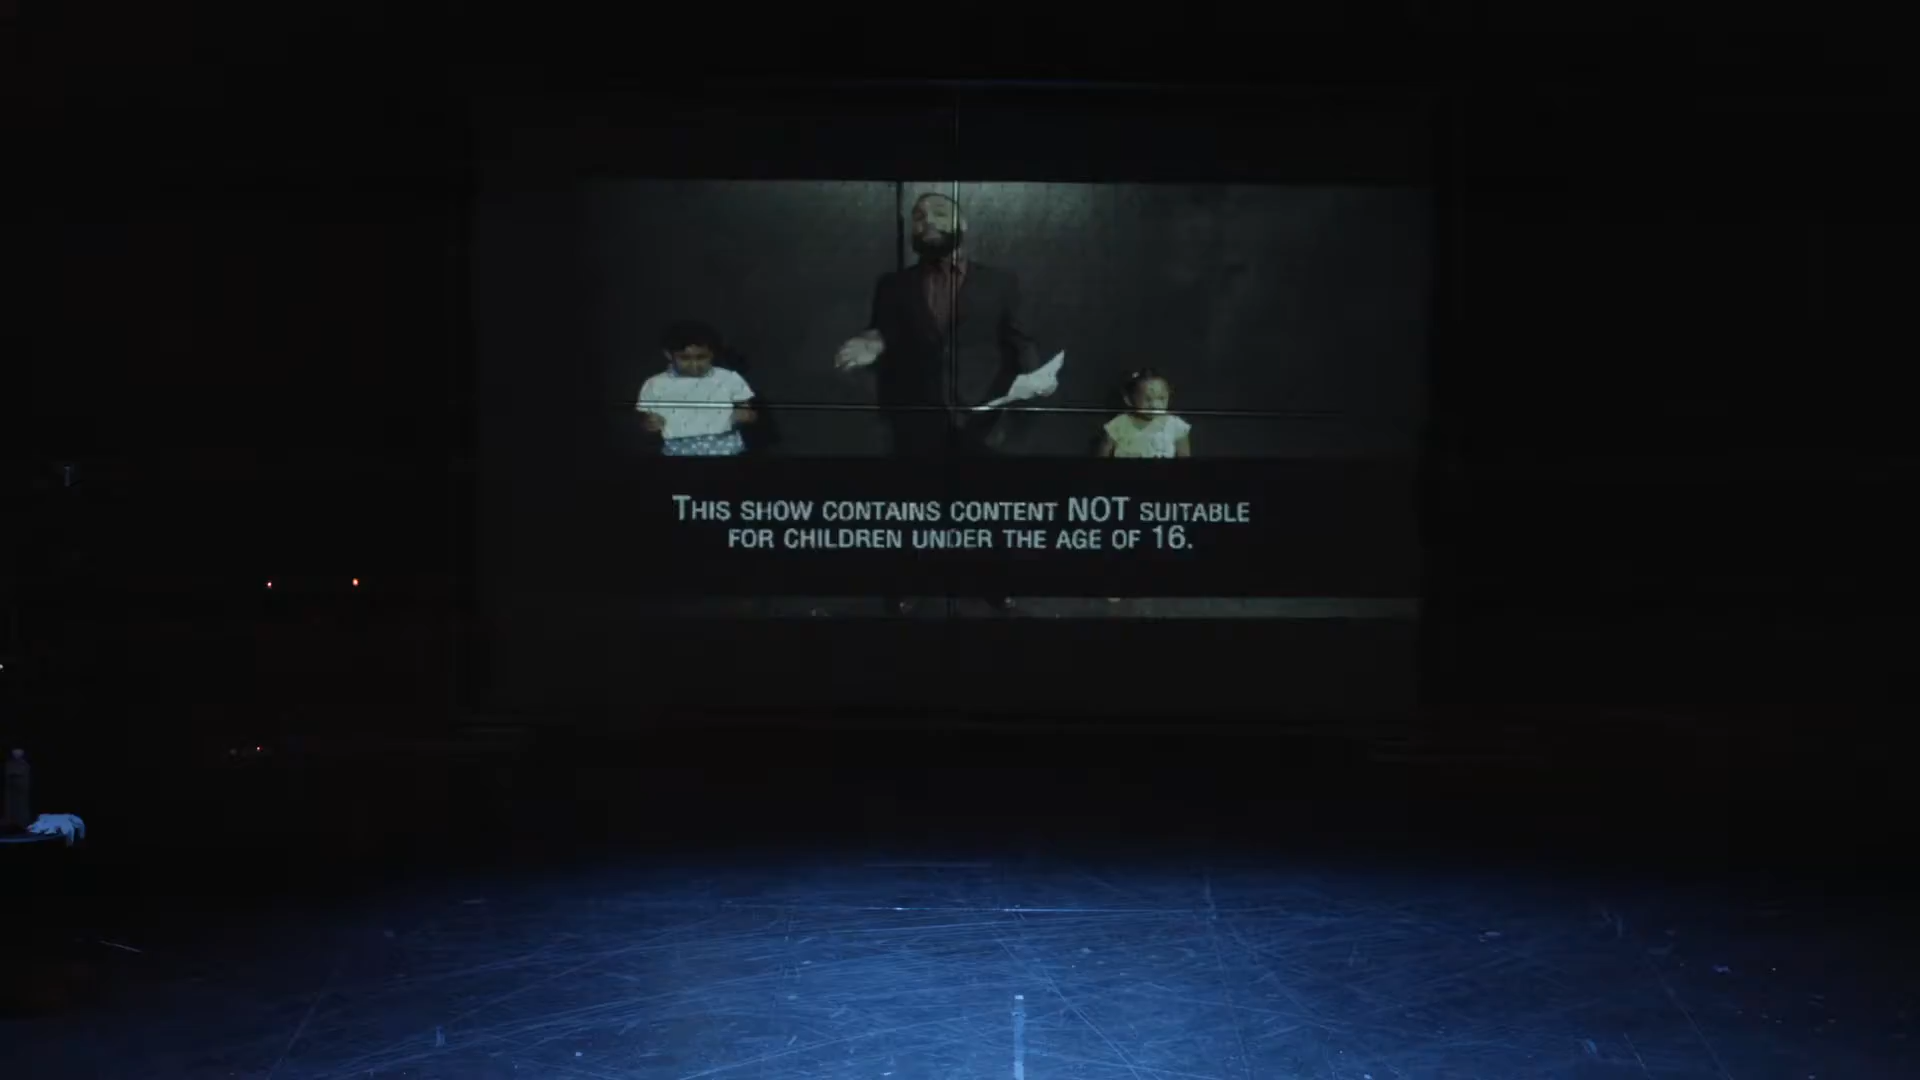 THIS SHOW CONTAINS CONTENT NOT SUITABLE
FOR CHILDREN UNDER THE AGE OF 16.